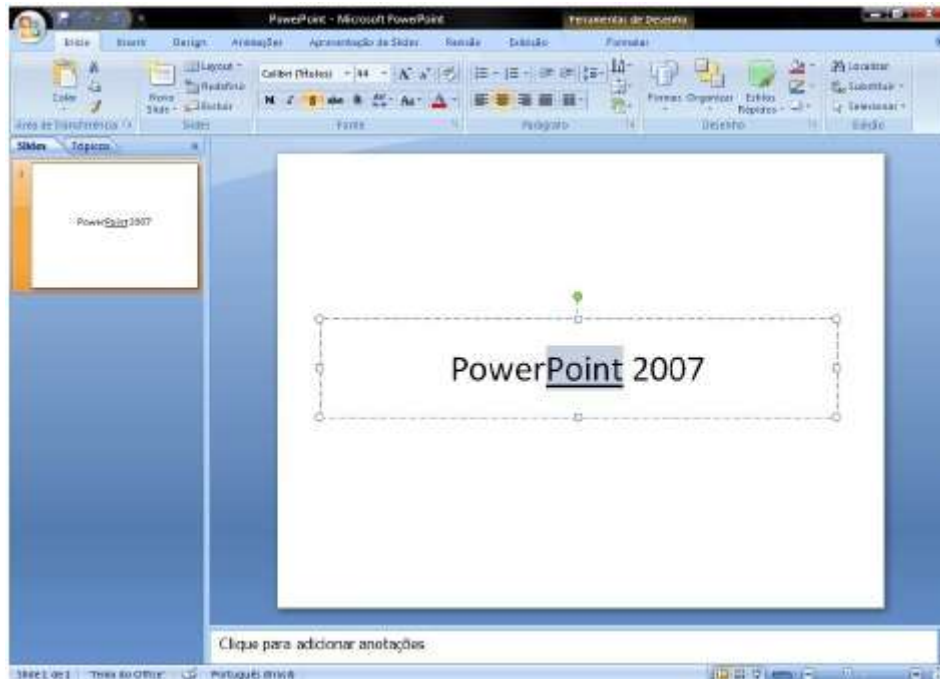 PowerPoint - Microsoft PowerPoint Ferramentas de Desenho
Início Inserir Design Animações Apresentação de Slides Revisão Exibição Formatar
Layout Localizar
Calibri (Títulos) 44
Redefinir Substituir
Colar Novo Slide Excluir N Formas Organizar Estilos Rápidos Selecionar
Área de Transferência Slides Fonte Parágrafo Desenho Edição
Slides Tópicos
1
PowerPoint 2007
PowerPoint 2007
Clique para adicionar anotações
Slide 1 de 1 Tema do Office Português